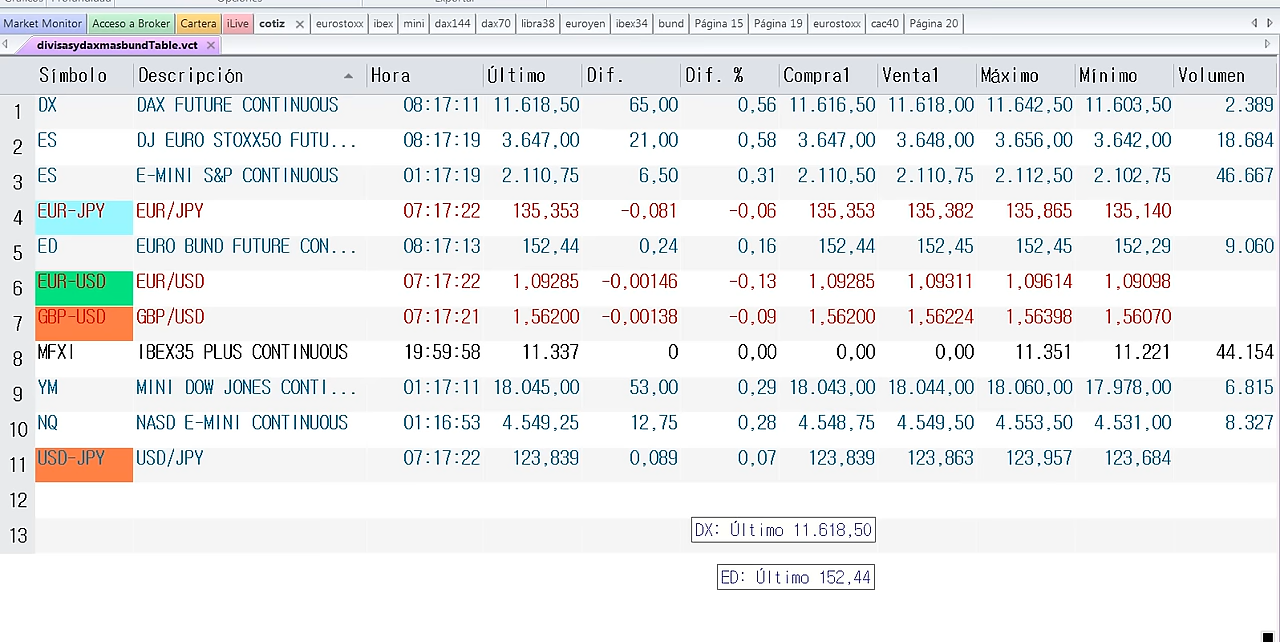 Market Monitor Acceso a Broker Cartera iLive cotiz eurostoxx ibex mini dax144 dax70 libra38 euroyen ibex34 bund Página 15 Página 19 eurostoxx cac40 Página 20
divisasydaxmasbundTable.vct
Símbolo Descripción Hora Último Dif. Dif. % Compra1 Venta1 Máximo Mínimo Volumen
1 DX DAX FUTURE CONTINUOUS 08:17:11 11.618,50 65,00 0,56 11.616,50 11.618,00 11.642,50 11.603,50 2.389
2 ES DJ EURO STOXX50 FUTU... 08:17:19 3.647,00 21,00 0,58 3.647,00 3.648,00 3.656,00 3.642,00 18.684
3 ES E-MINI S&P CONTINUOUS 01:17:19 2.110,75 6,50 0,31 2.110,50 2.110,75 2.112,50 2.102,75 46.667
4 EUR-JPY EUR/JPY 07:17:22 135,353 -0,081 -0,06 135,353 135,382 135,865 135,140
5 ED EURO BUND FUTURE CON... 08:17:13 152,44 0,24 0,16 152,44 152,45 152,45 152,29 9.060
6 EUR-USD EUR/USD 07:17:22 1,09285 -0,00146 -0,13 1,09285 1,09311 1,09614 1,09098
7 GBP-USD GBP/USD 07:17:21 1,56200 -0,00138 -0,09 1,56200 1,56224 1,56398 1,56070
8 MFXI IBEX35 PLUS CONTINUOUS 19:59:58 11.337 0 0,00 0,00 0,00 11.351 11.221 44.154
9 YM MINI DOW JONES CONTI... 01:17:11 18.045,00 53,00 0,29 18.043,00 18.044,00 18.060,00 17.978,00 6.815
10 NQ NASD E-MINI CONTINUOUS 01:16:53 4.549,25 12,75 0,28 4.548,75 4.549,50 4.553,50 4.531,00 8.327
11 USD-JPY USD/JPY 07:17:22 123,839 0,089 0,07 123,839 123,863 123,957 123,684
12
13
DX: Último 11.618,50
ED: Último 152,44